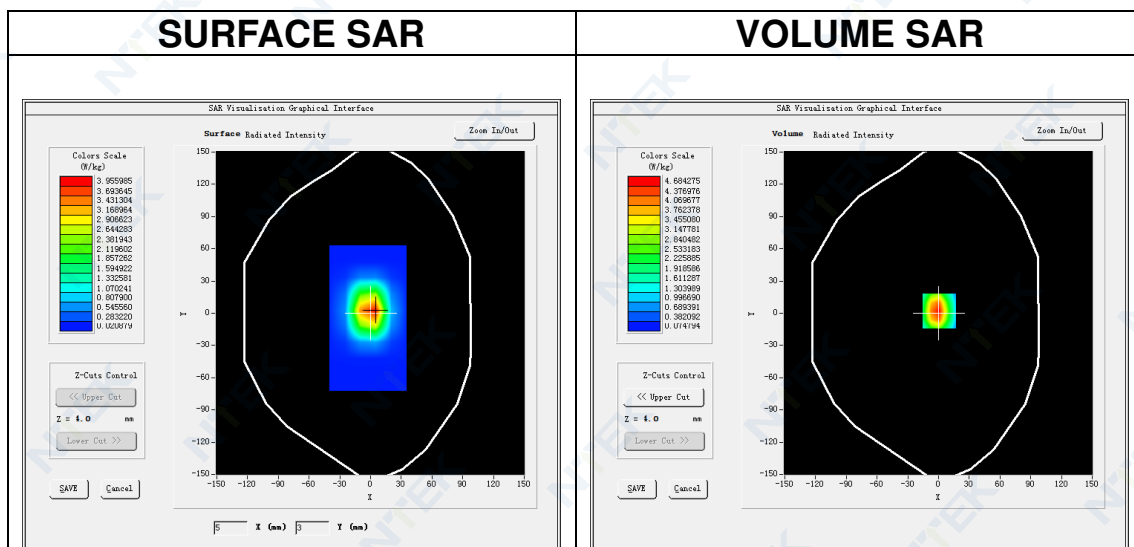 SURFACE SAR
VOLUME SAR
SAR Visualisation Graphical Interface
Surface Radiated Intensity
Zoom In/Out
Colors Scale
(W/kg)
3.955985
3.693645
3.431304
3.168964
2.906623
2.644283
2.381943
2.119602
1.857262
1.594922
1.332581
1.070241
0.807900
0.545560
0.283220
0.020879
Z-Cuts Control
<< Upper Cut
Z = 4.0 mm
Lower Cut >>
SAVE Cancel
150
120
90
60
30
0
-30
-60
-90
-120
-150
Y
-150 -120 -90 -60 -30 0 30 60 90 120 150
X
5 X (mm) 3 Y (mm)
SAR Visualisation Graphical Interface
Volume Radiated Intensity
Zoom In/Out
Colors Scale
(W/kg)
4.684275
4.376976
4.069677
3.762378
3.455080
3.147781
2.840482
2.533183
2.225885
1.918586
1.611287
1.303989
0.996690
0.689391
0.382092
0.074794
Z-Cuts Control
<< Upper Cut
Z = 4.0 mm
Lower Cut >>
SAVE Cancel
150
120
90
60
30
0
-30
-60
-90
-120
-150
Y
-150 -120 -90 -60 -30 0 30 60 90 120 150
X
NTEK